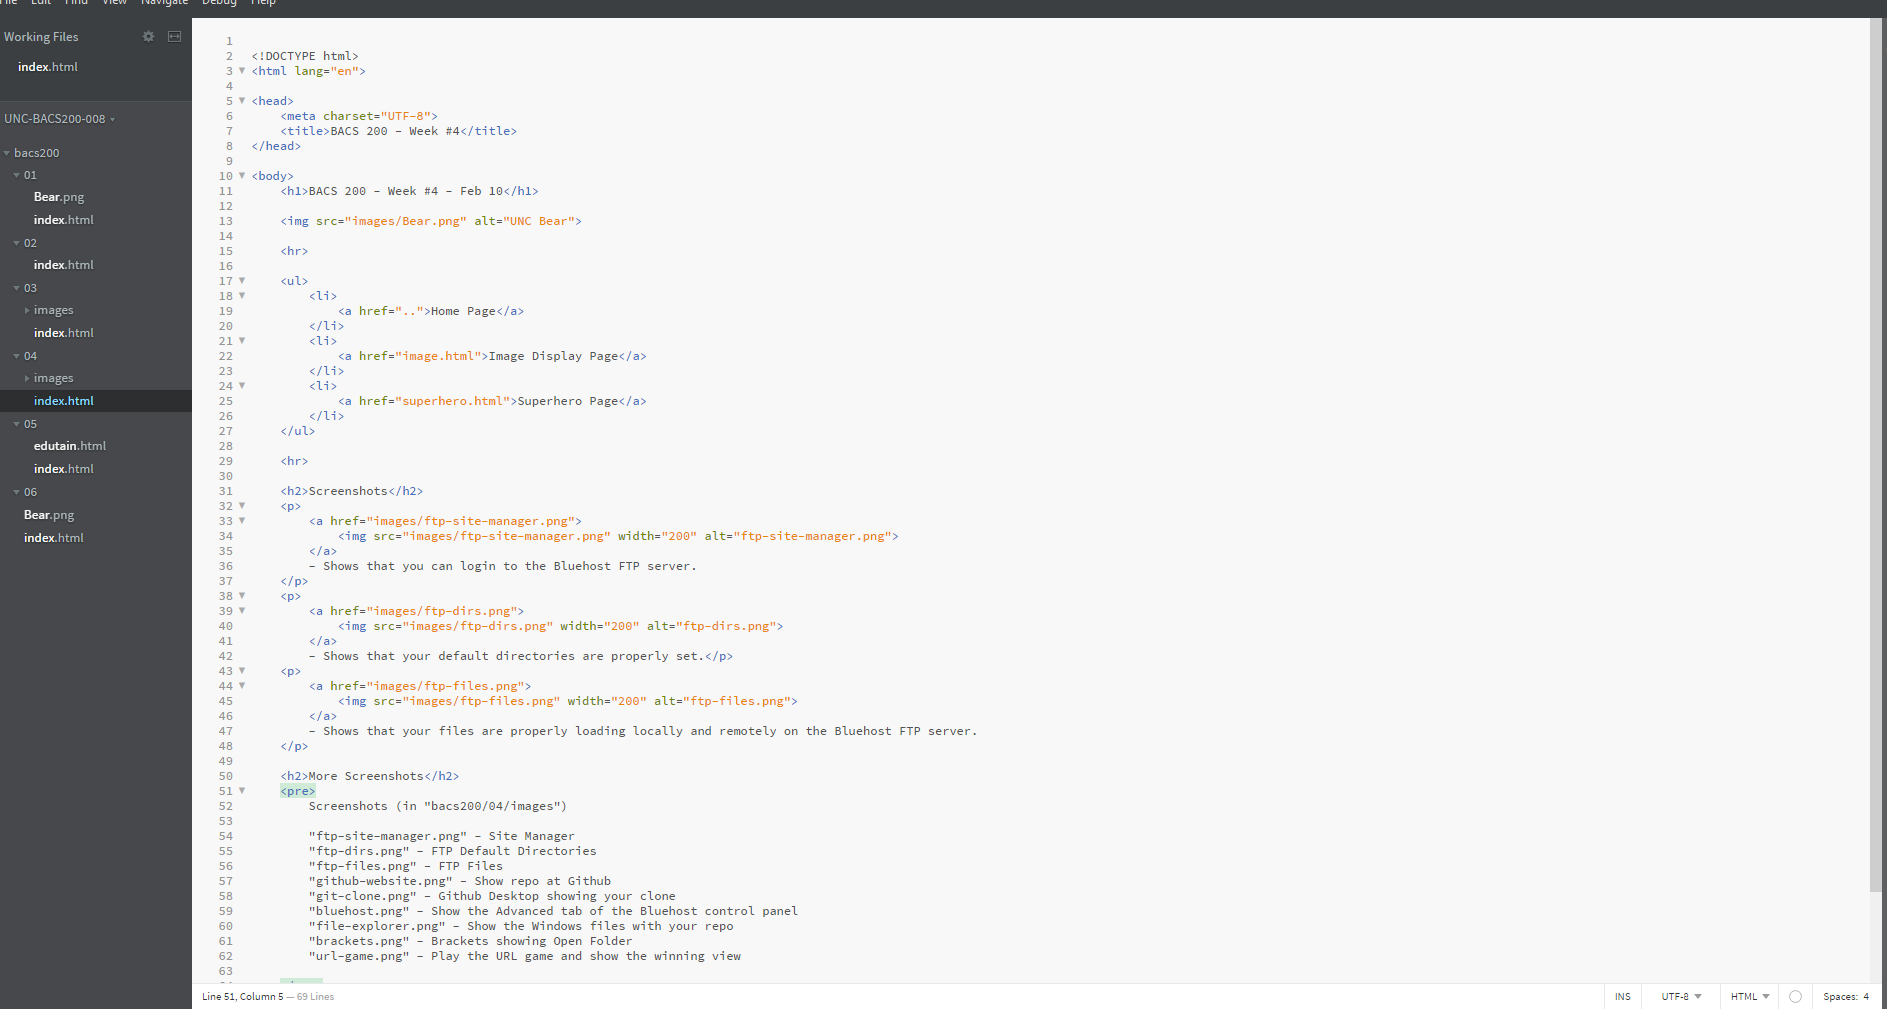 File Edit Find View Navigate Debug Help
Working Files
index.html
UNC-BACS200-008
bacs200
01
Bear.png
index.html
02
index.html
03
images
index.html
04
images
index.html
05
edutain.html
index.html
06
Bear.png
index.html
1
2 <!DOCTYPE html>
3 <html lang="en">
4
5 <head>
6 <meta charset="UTF-8">
7 <title>BACS 200 - Week #4</title>
8 </head>
9
10 <body>
11 <h1>BACS 200 - Week #4 - Feb 10</h1>
12
13 <img src="images/Bear.png" alt="UNC Bear">
14
15 <hr>
16
17 <ul>
18 <li>
19 <a href="..">Home Page</a>
20 </li>
21 <li>
22 <a href="image.html">Image Display Page</a>
23 </li>
24 <li>
25 <a href="superhero.html">Superhero Page</a>
26 </li>
27 </ul>
28
29 <hr>
30
31 <h2>Screenshots</h2>
32 <p>
33 <a href="images/ftp-site-manager.png">
34 <img src="images/ftp-site-manager.png" width="200" alt="ftp-site-manager.png">
35 </a>
36 - Shows that you can login to the Bluehost FTP server.
37 </p>
38 <p>
39 <a href="images/ftp-dirs.png">
40 <img src="images/ftp-dirs.png" width="200" alt="ftp-dirs.png">
41 </a>
42 - Shows that your default directories are properly set.</p>
43 <p>
44 <a href="images/ftp-files.png">
45 <img src="images/ftp-files.png" width="200" alt="ftp-files.png">
46 </a>
47 - Shows that your files are properly loading locally and remotely on the Bluehost FTP server.
48 </p>
49
50 <h2>More Screenshots</h2>
51 <pre>
52 Screenshots (in "bacs200/04/images")
53
54 "ftp-site-manager.png" - Site Manager
55 "ftp-dirs.png" - FTP Default Directories
56 "ftp-files.png" - FTP Files
57 "github-website.png" - Show repo at Github
58 "git-clone.png" - Github Desktop showing your clone
59 "bluehost.png" - Show the Advanced tab of the Bluehost control panel
60 "file-explorer.png" - Show the Windows files with your repo
61 "brackets.png" - Brackets showing Open Folder
62 "url-game.png" - Play the URL game and show the winning view
63
Line 51, Column 5 — 69 Lines
INS UTF-8 HTML Spaces: 4